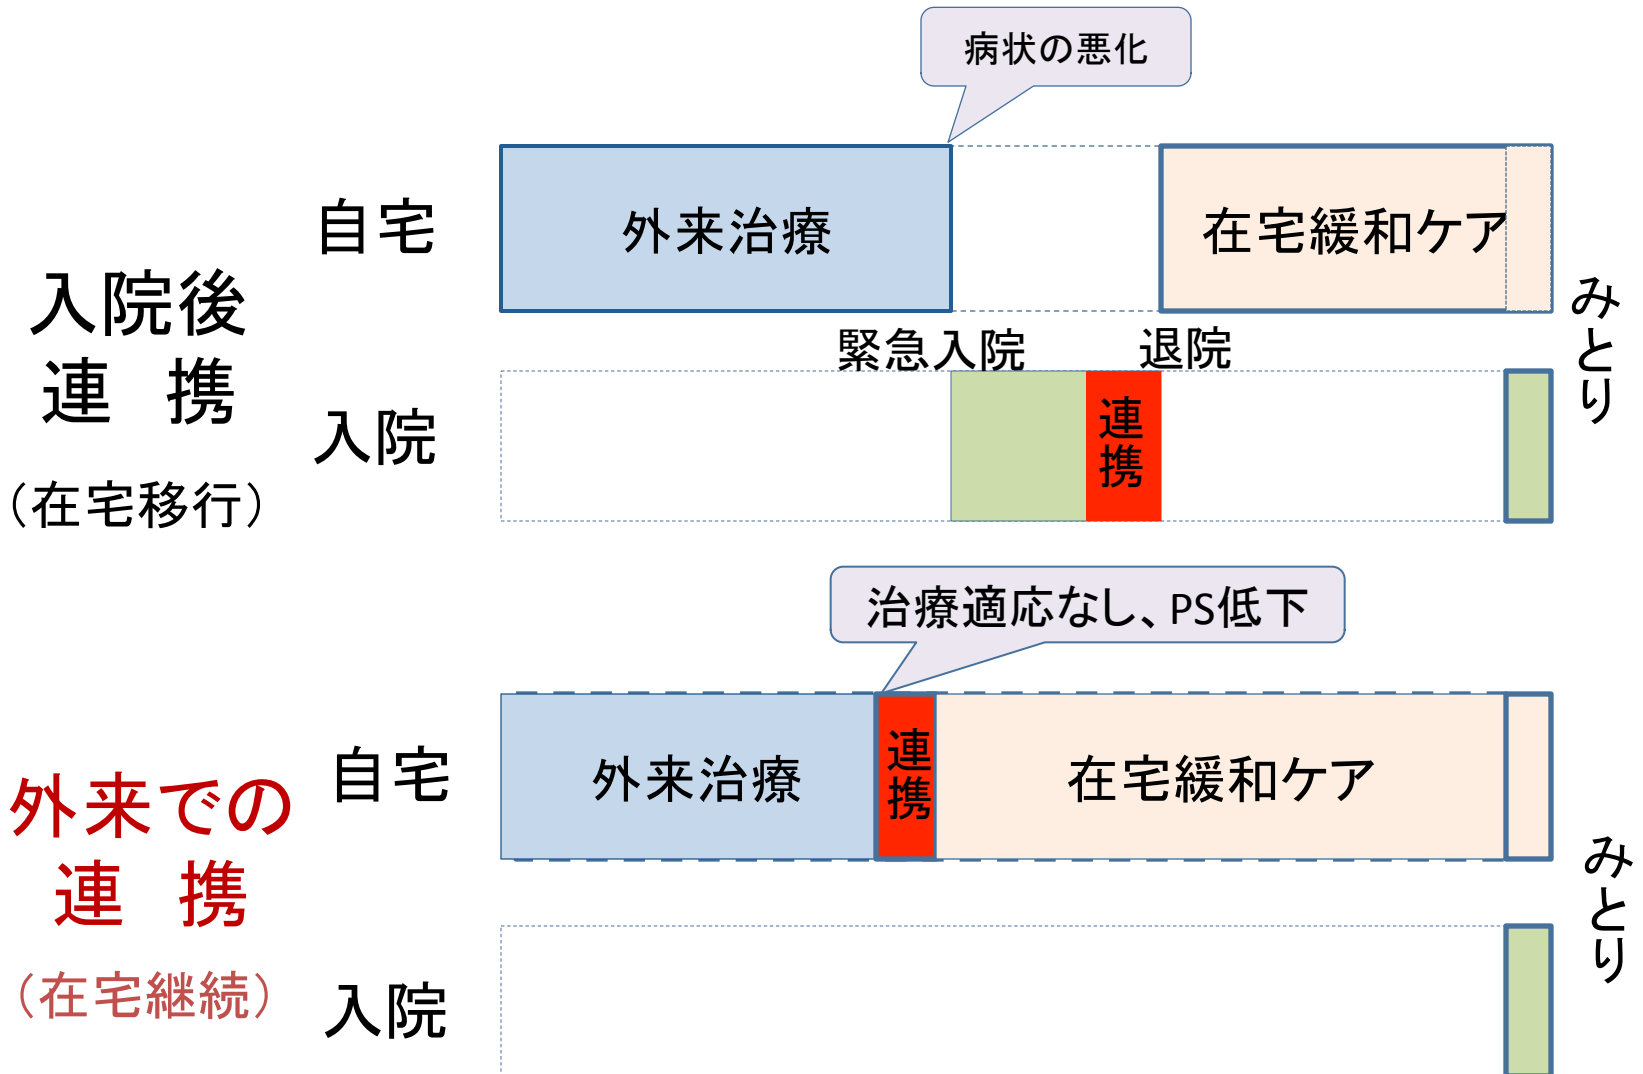 病状の悪化
入院後
連　携
（在宅移行）
自宅
外来治療
在宅緩和ケア
緊急入院
退院
入院
連携
みとり
治療適応なし、PS低下
外来での
連　携
（在宅継続）
自宅
外来治療
連携
在宅緩和ケア
入院
みとり